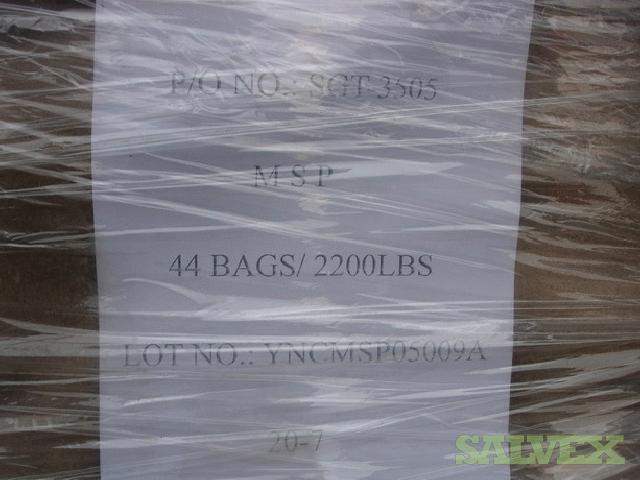 P/O NO.: SGT-3505
M S P
44 BAGS/ 2200LBS
LOT NO.: YNCMSP05009A
20-7
SALVEX